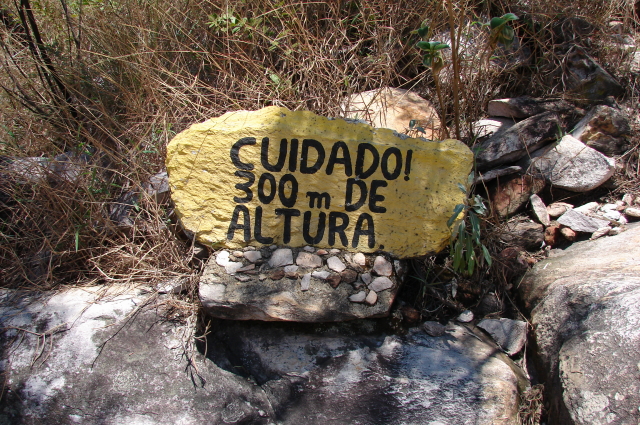 CUIDADO!
300 m DE
ALTURA.